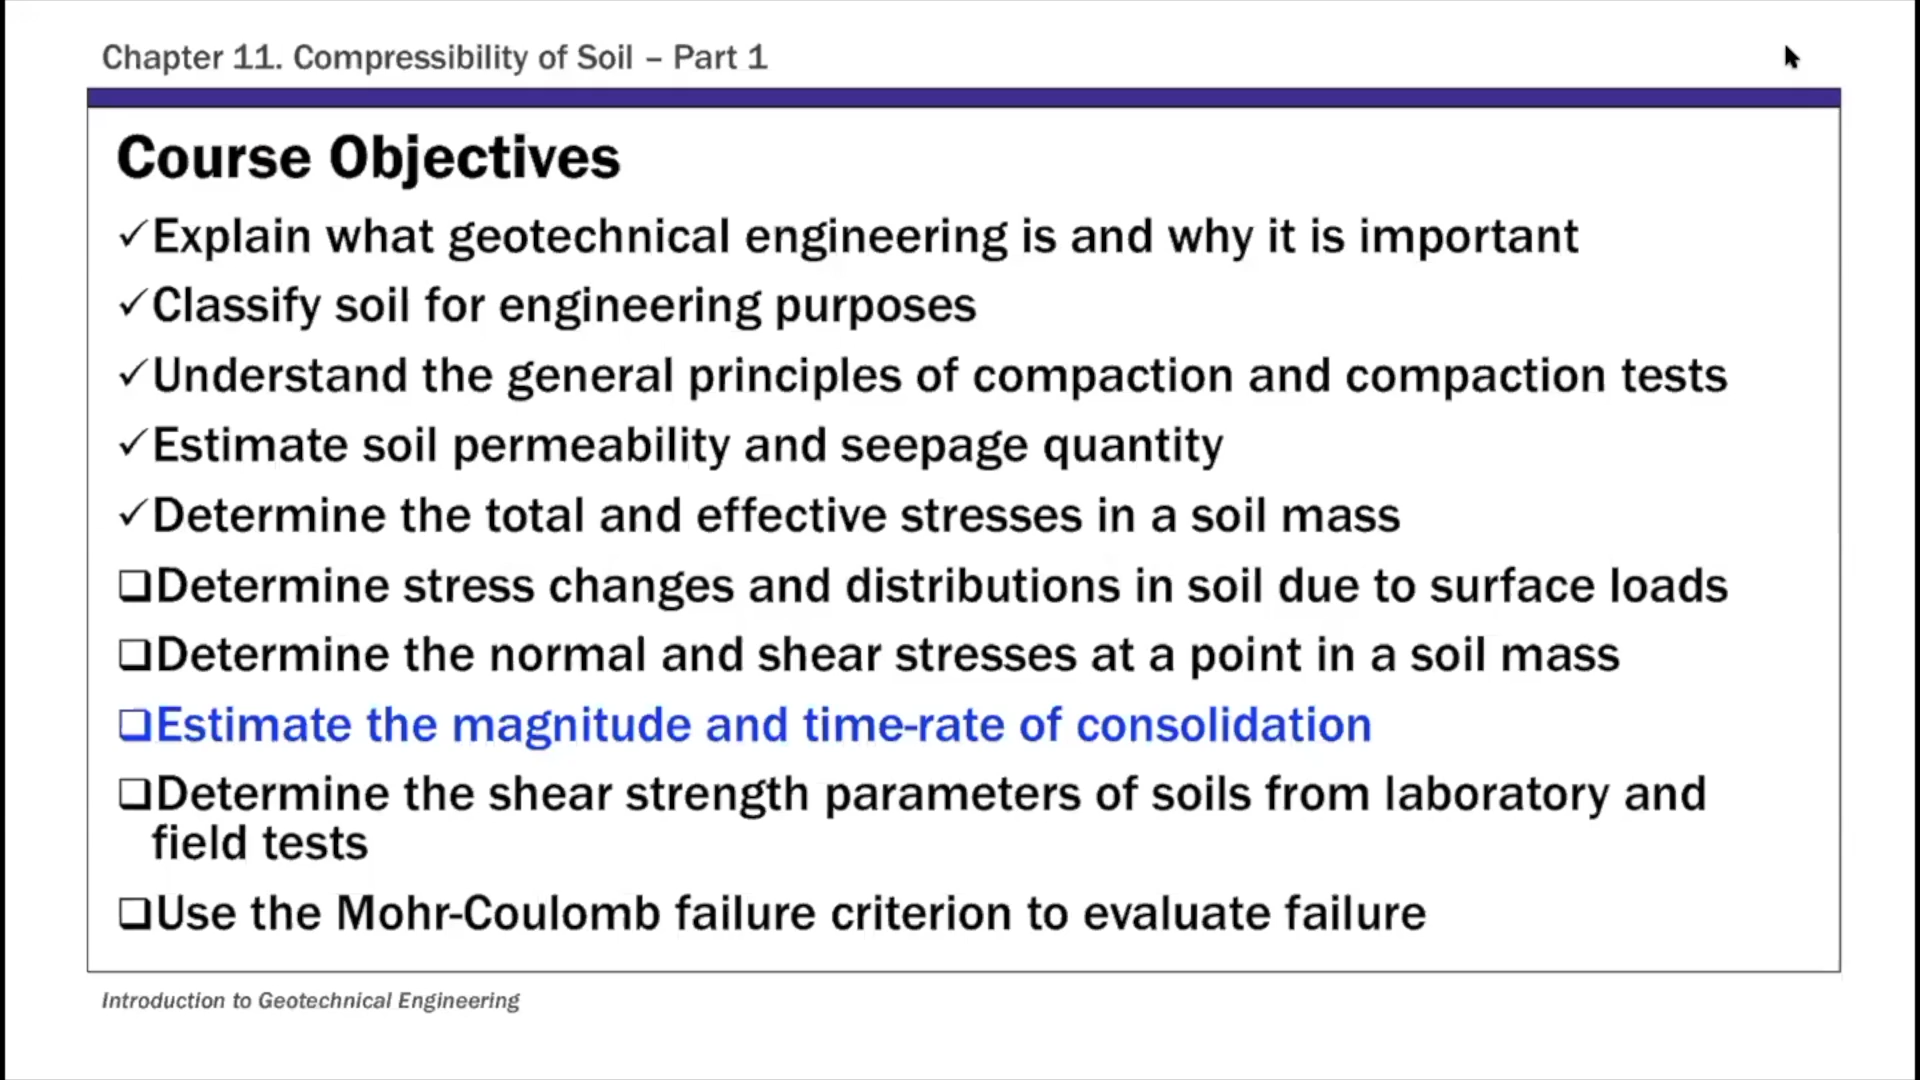 Chapter 11. Compressibility of Soil – Part 1
Course Objectives
✓Explain what geotechnical engineering is and why it is important
✓Classify soil for engineering purposes
✓Understand the general principles of compaction and compaction tests
✓Estimate soil permeability and seepage quantity
✓Determine the total and effective stresses in a soil mass
❑Determine stress changes and distributions in soil due to surface loads
❑Determine the normal and shear stresses at a point in a soil mass
❑Estimate the magnitude and time-rate of consolidation
❑Determine the shear strength parameters of soils from laboratory and
field tests
❑Use the Mohr-Coulomb failure criterion to evaluate failure
Introduction to Geotechnical Engineering